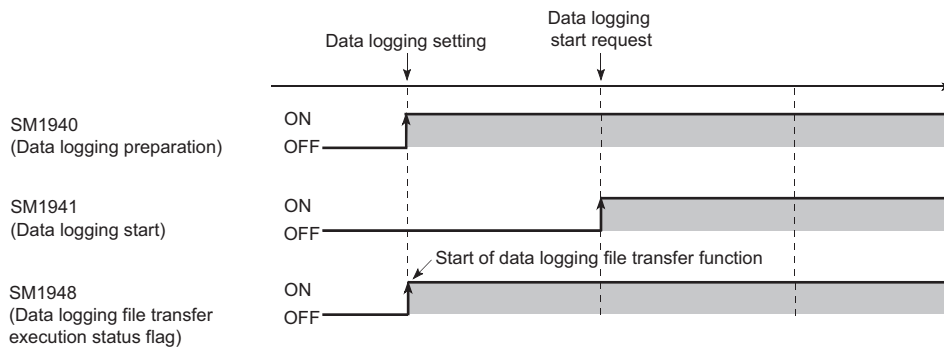 Data logging setting
Data logging
start request
SM1940
(Data logging preparation)
ON
OFF
SM1941
(Data logging start)
ON
OFF
Start of data logging file transfer function
SM1948
(Data logging file transfer
execution status flag)
ON
OFF